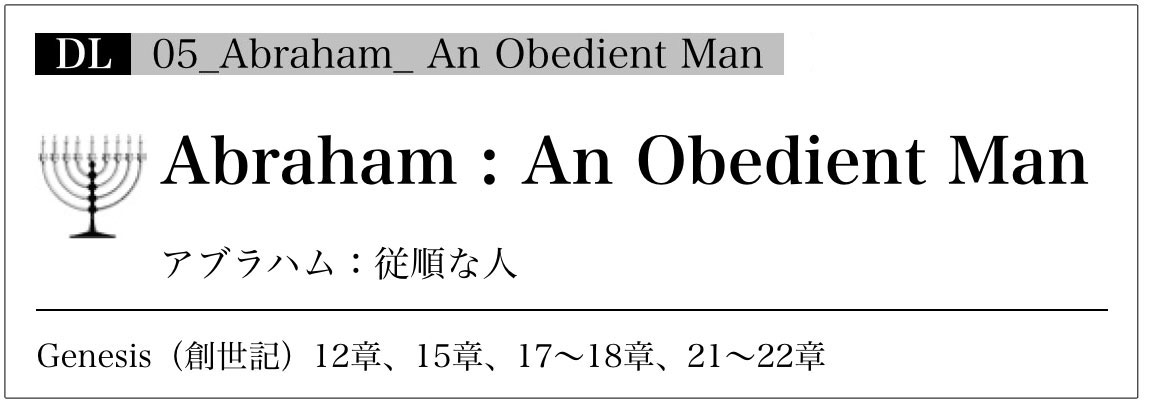 DL 05_Abraham_ An Obedient Man
Abraham : An Obedient Man
アブラハム：従順な人
Genesis（創世記）12章、15章、17〜18章、21〜22章